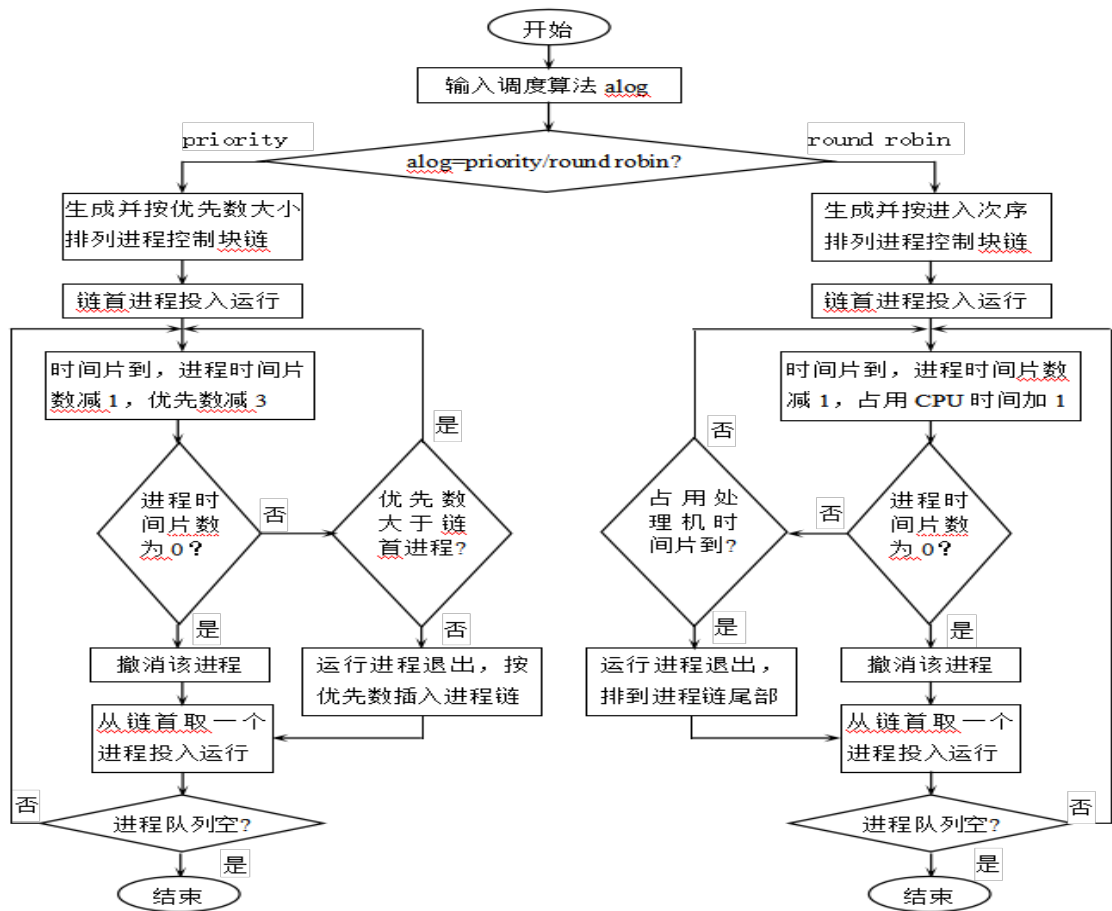 开始
输入调度算法 alog
priority
round robin
alog=priority/round robin?
生成并按优先数大小
排列进程控制块链
生成并按进入次序
排列进程控制块链
链首进程投入运行
链首进程投入运行
时间片到，进程时间片
数减 1，优先数减 3
时间片到，进程时间片数
减 1，占用 CPU 时间加 1
是
否
进程时
间片数
为 0？
否
优先数
大于链
首进程?
占用处
理机时
间片到?
否
进程时
间片数
为 0？
是
否
是
是
撤消该进程
运行进程退出，按
优先数插入进程链
运行进程退出，
排到进程链尾部
撤消该进程
从链首取一个
进程投入运行
从链首取一个
进程投入运行
否
进程队列空?
进程队列空?
否
是
是
结束
结束